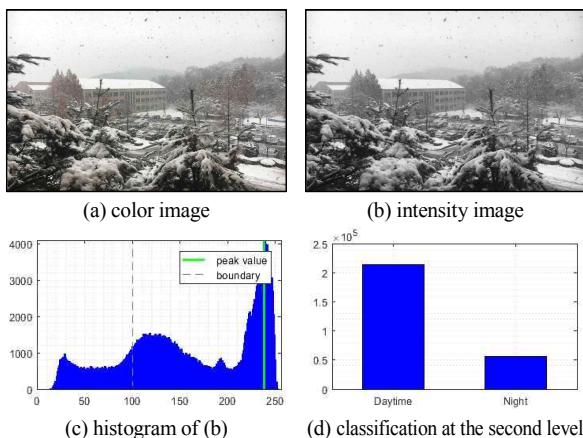 (a) color image
(b) intensity image
4000
3000
2000
1000
0
0
50
100
150
200
250
peak value
boundary
(c) histogram of (b)
2.5
×10⁵
2
1.5
1
0.5
0
Daytime
Night
(d) classification at the second level